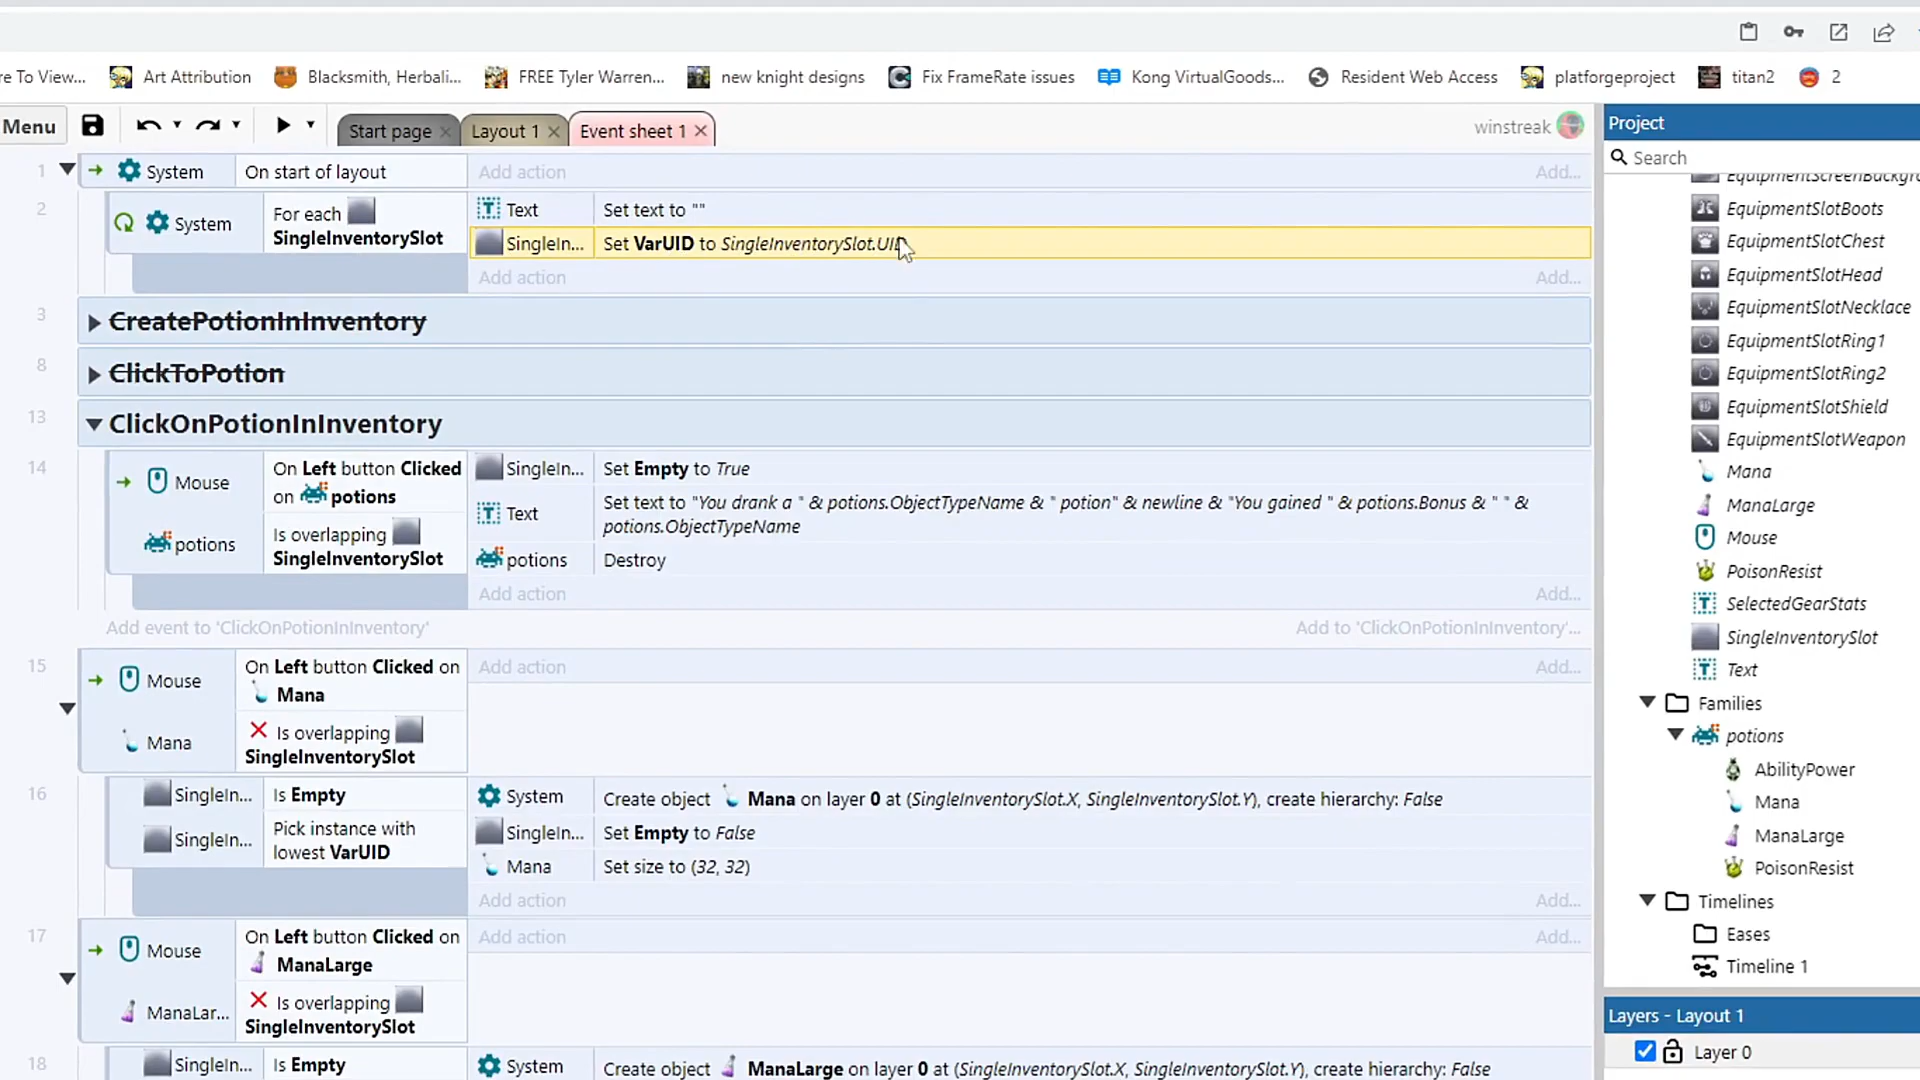 re To View...
Art Attribution
Blacksmith, Herbali...
FREE Tyler Warren...
new knight designs
Fix FrameRate issues
Kong VirtualGoods...
Resident Web Access
platforgeproject
titan2
2
Menu
Start page
Layout 1
Event sheet 1
winstreak
Project
Search
1
System
On start of layout
Add action
Add...
2
System
For each
SingleInventorySlot
Text
Set text to ""
SingleIn...
Set VarUID to SingleInventorySlot.UID
Add action
Add...
3
CreatePotionInInventory
8
ClickToPotion
13
ClickOnPotionInInventory
14
Mouse
On Left button Clicked
on potions
potions
Is overlapping
SingleInventorySlot
SingleIn...
Set Empty to True
Text
Set text to "You drank a " & potions.ObjectTypeName & " potion" & newline & "You gained " & potions.Bonus & " " &
potions.ObjectTypeName
potions
Destroy
Add action
Add...
Add event to 'ClickOnPotionInInventory'
Add to 'ClickOnPotionInInventory'...
15
Mouse
On Left button Clicked on
Mana
Mana
Is overlapping
SingleInventorySlot
Add action
Add...
16
SingleIn...
Is Empty
SingleIn...
Pick instance with
lowest VarUID
System
Create object Mana on layer 0 at (SingleInventorySlot.X, SingleInventorySlot.Y), create hierarchy: False
SingleIn...
Set Empty to False
Mana
Set size to (32, 32)
Add action
Add...
17
Mouse
On Left button Clicked on
ManaLarge
ManaLar...
Is overlapping
SingleInventorySlot
Add action
Add...
18
SingleIn...
Is Empty
System
Create object ManaLarge on layer 0 at (SingleInventorySlot.X, SingleInventorySlot.Y), create hierarchy: False
EquipmentScreenBackgro
EquipmentSlotBoots
EquipmentSlotChest
EquipmentSlotHead
EquipmentSlotNecklace
EquipmentSlotRing1
EquipmentSlotRing2
EquipmentSlotShield
EquipmentSlotWeapon
Mana
ManaLarge
Mouse
PoisonResist
SelectedGearStats
SingleInventorySlot
Text
Families
potions
AbilityPower
Mana
ManaLarge
PoisonResist
Timelines
Eases
Timeline 1
Layers - Layout 1
Layer 0